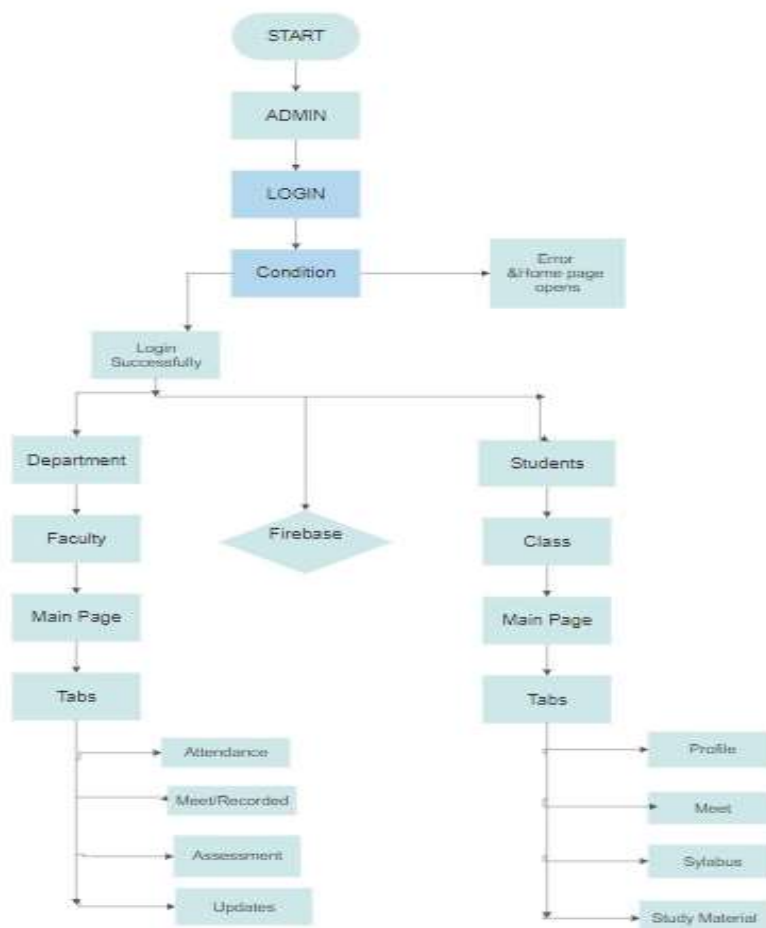 START
ADMIN
LOGIN
Condition
Error
&Home page
opens
Login
Successfully
Department
Students
Faculty
Firebase
Class
Main Page
Main Page
Tabs
Tabs
Attendance
Profile
Meet/Recorded
Meet
Assessment
Sylabus
Updates
Study Material